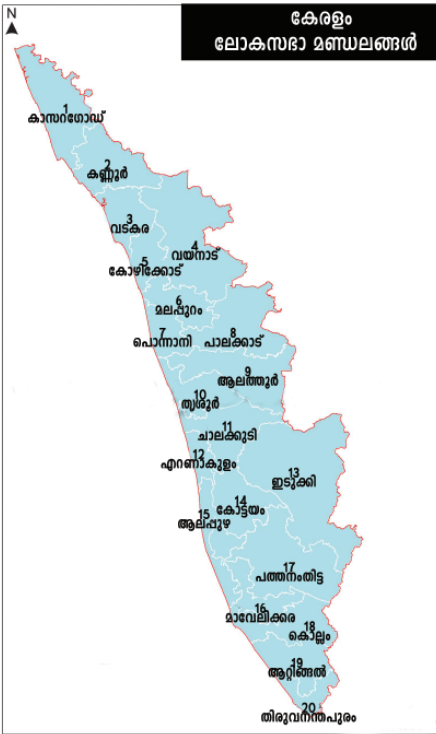 N
കേരളം
ലോകസഭാ മണ്ഡലങ്ങൾ
1
കാസറഗോഡ്
2
കണ്ണൂർ
3
വടകര
4
വയനാട്
5
കോഴിക്കോട്
6
മലപ്പുറം
7
പൊന്നാനി
8
പാലക്കാട്
9
ആലത്തൂർ
10
തൃശൂർ
11
ചാലക്കുടി
12
എറണാകുളം
13
ഇടുക്കി
14
കോട്ടയം
15
ആലപ്പുഴ
17
പത്തനംതിട്ട
16
മാവേലിക്കര
18
കൊല്ലം
19
ആറ്റിങ്ങൽ
20
തിരുവനന്തപുരം